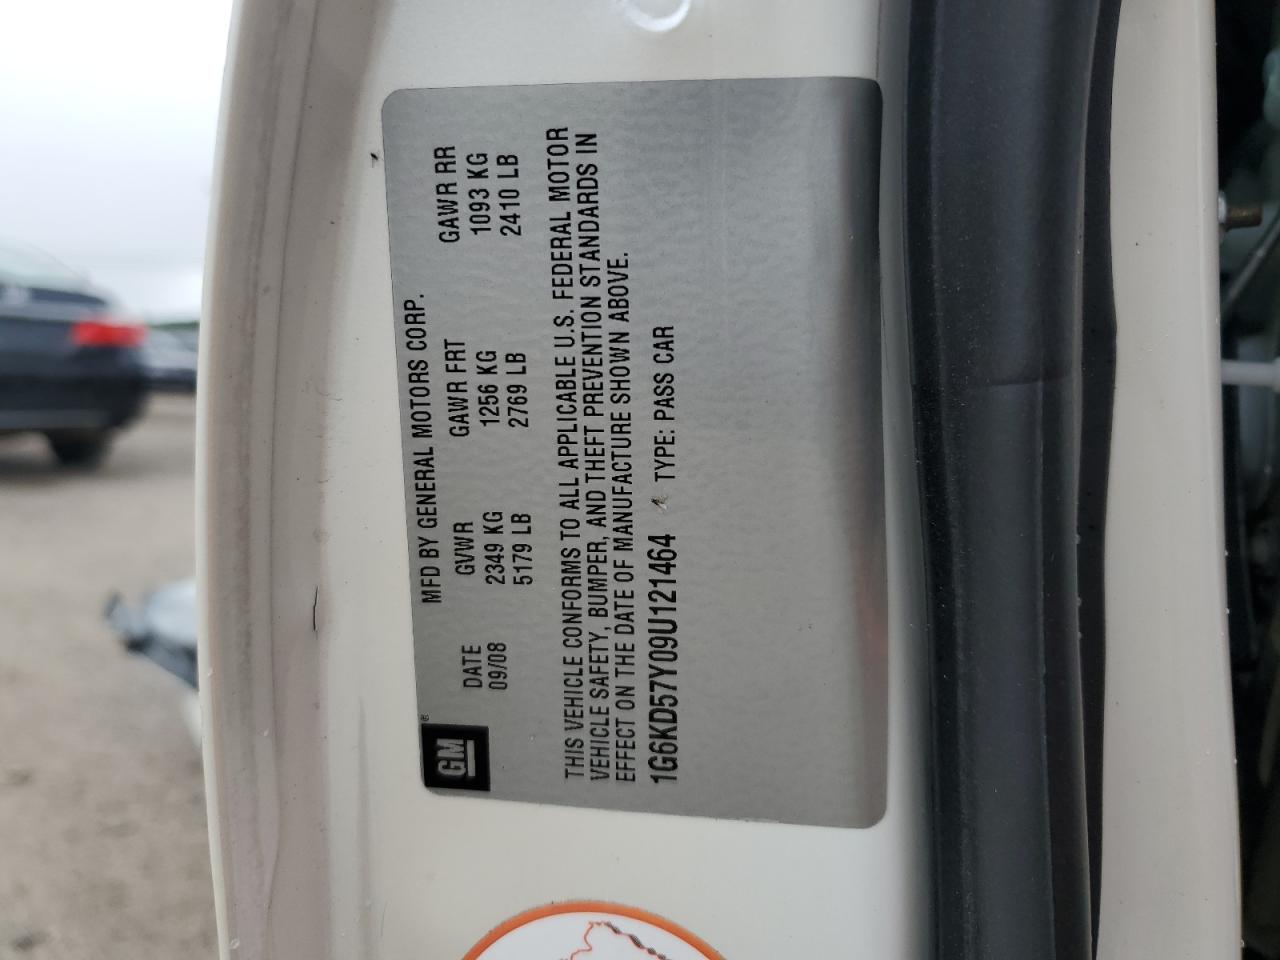 MFD BY GENERAL MOTORS CORP.
DATE GVWR GAWR FRT GAWR RR
09/08 2349 KG 1256 KG 1093 KG
5179 LB 2769 LB 2410 LB
GM ®
THIS VEHICLE CONFORMS TO ALL APPLICABLE U.S. FEDERAL MOTOR
VEHICLE SAFETY, BUMPER, AND THEFT PREVENTION STANDARDS IN
EFFECT ON THE DATE OF MANUFACTURE SHOWN ABOVE.
1G6KD57Y09U121464 TYPE: PASS CAR